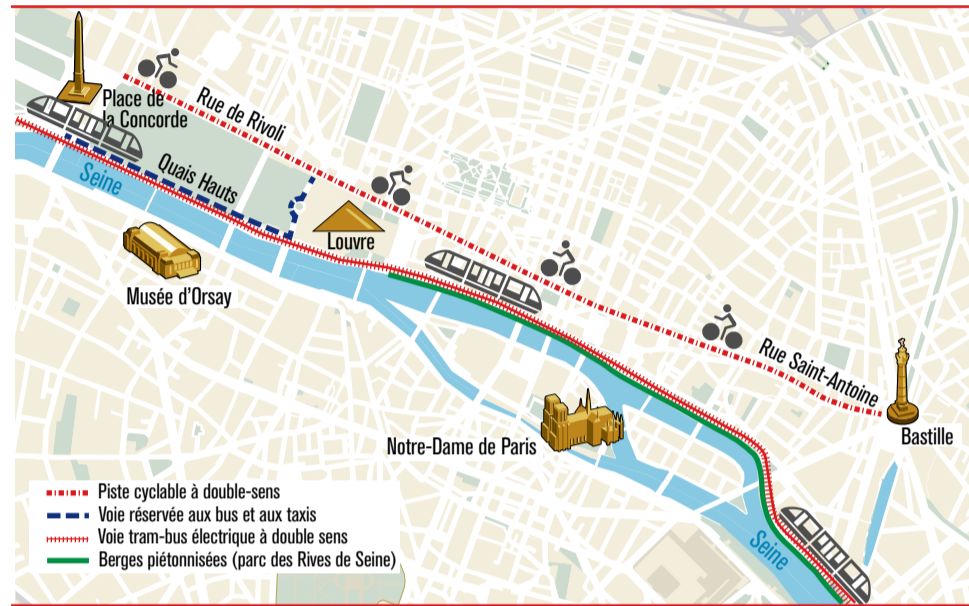 Place de
la Concorde
Rue de Rivoli
Quais Hauts
Seine
Louvre
Musée d'Orsay
Rue Saint-Antoine
Bastille
Notre-Dame de Paris
Seine
Piste cyclable à double-sens
Voie réservée aux bus et aux taxis
Voie tram-bus électrique à double sens
Berges piétonnisées (parc des Rives de Seine)